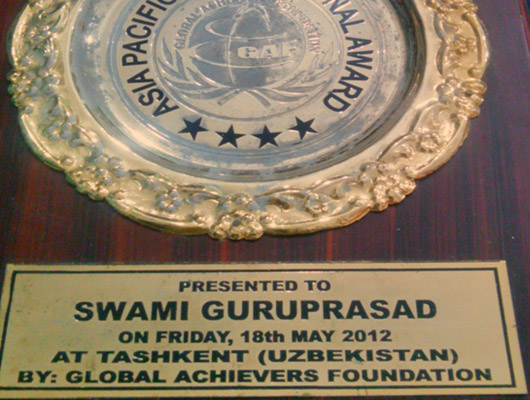 ASIA PACIFIC
NAL AWARD
GAF
PRESENTED TO
SWAMI GURUPRASAD
ON FRIDAY, 18th MAY 2012
AT TASHKENT (UZBEKISTAN)
BY: GLOBAL ACHIEVERS FOUNDATION